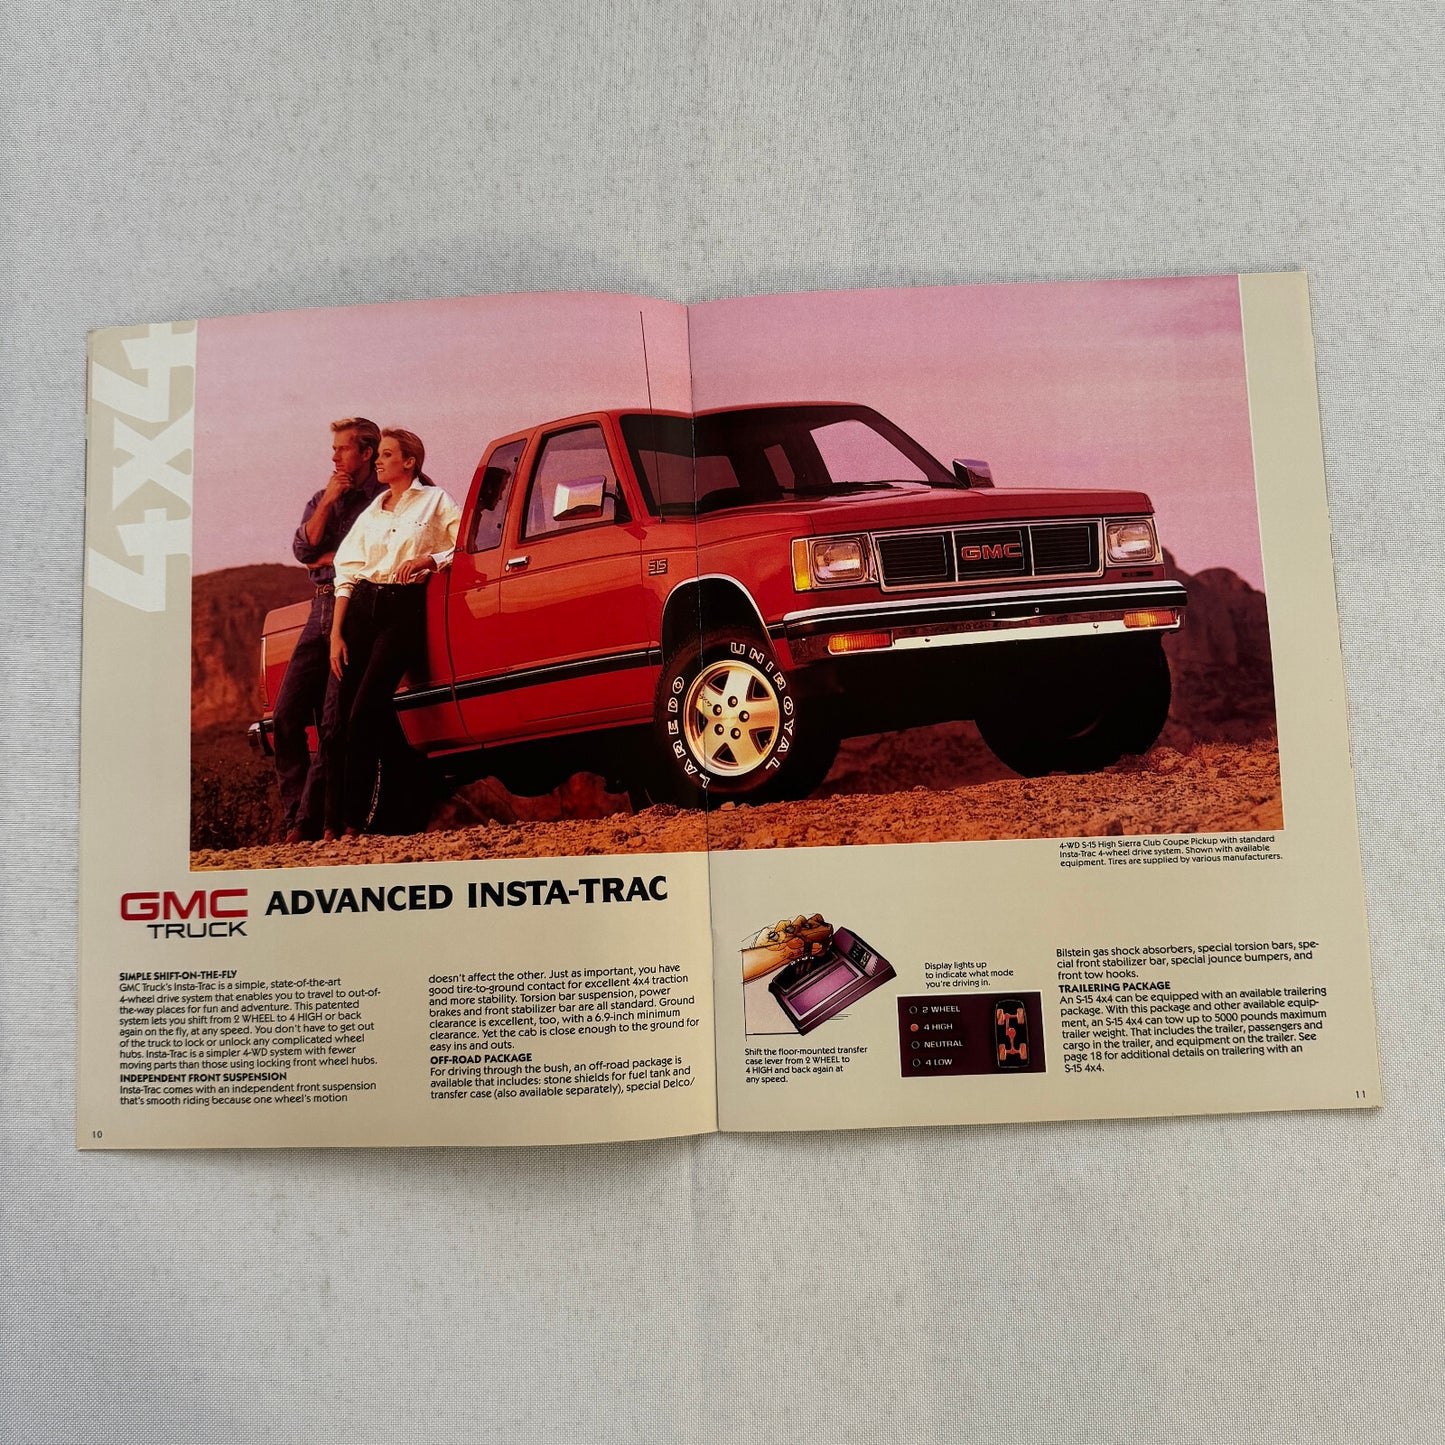 4x4
GMC
S15
UNIROYAL
LAREDO
4-WD S-15 High Sierra Club Coupe Pickup with standard
Insta-Trac 4-wheel drive system. Shown with available
equipment. Tires are supplied by various manufacturers.
GMC
TRUCK
ADVANCED INSTA-TRAC
SIMPLE SHIFT-ON-THE-FLY
GMC Truck's Insta-Trac is a simple, state-of-the-art
4-wheel drive system that enables you to travel to out-of-
the-way places for fun and adventure. This patented
system lets you shift from 2 WHEEL to 4 HIGH or back
again on the fly, at any speed. You don't have to get out
of the truck to lock or unlock any complicated wheel
hubs. Insta-Trac is a simpler 4-WD system with fewer
moving parts than those using locking front wheel hubs.
INDEPENDENT FRONT SUSPENSION
Insta-Trac comes with an independent front suspension
that's smooth riding because one wheel's motion
doesn't affect the other. Just as important, you have
good tire-to-ground contact for excellent 4x4 traction
and more stability. Torsion bar suspension, power
brakes and front stabilizer bar are all standard. Ground
clearance is excellent, too, with a 6.9-inch minimum
clearance. Yet the cab is close enough to the ground for
easy ins and outs.
OFF-ROAD PACKAGE
For driving through the bush, an off-road package is
available that includes: stone shields for fuel tank and
transfer case (also available separately), special Delco/
10
Shift the floor-mounted transfer
case lever from 2 WHEEL to
4 HIGH and back again at
any speed.
Display lights up
to indicate what mode
you're driving in.
2 WHEEL
4 HIGH
NEUTRAL
4 LOW
Bilstein gas shock absorbers, special torsion bars, spe-
cial front stabilizer bar, special jounce bumpers, and
front tow hooks.
TRAILERING PACKAGE
An S-15 4x4 can be equipped with an available trailering
package. With this package and other available equip-
ment, an S-15 4x4 can tow up to 5000 pounds maximum
trailer weight. That includes the trailer, passengers and
cargo in the trailer, and equipment on the trailer. See
page 18 for additional details on trailering with an
S-15 4x4.
11